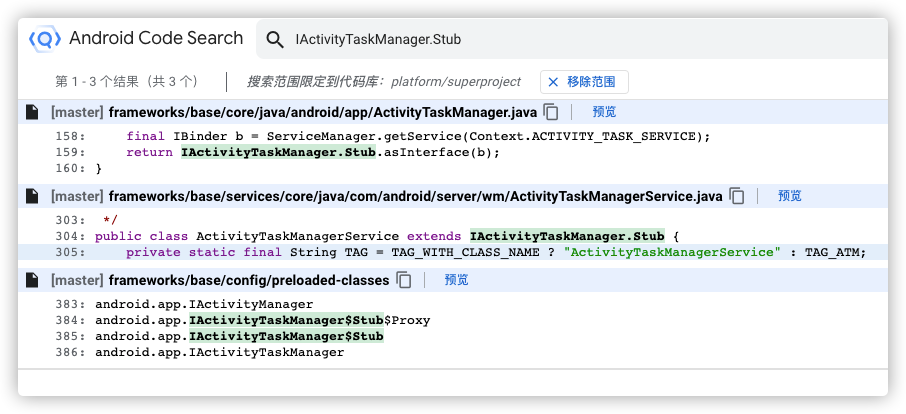 Android Code Search
IActivityTaskManager.Stub
第 1 - 3 个结果（共 3 个）
搜索范围限定到代码库：platform/superproject
移除范围
[master] frameworks/base/core/java/android/app/ActivityTaskManager.java 预览
158: final IBinder b = ServiceManager.getService(Context.ACTIVITY_TASK_SERVICE);
159: return IActivityTaskManager.Stub.asInterface(b);
160: }
[master] frameworks/base/services/core/java/com/android/server/wm/ActivityTaskManagerService.java 预览
303: */
304: public class ActivityTaskManagerService extends IActivityTaskManager.Stub {
305: private static final String TAG = TAG_WITH_CLASS_NAME ? "ActivityTaskManagerService" : TAG_ATM;
[master] frameworks/base/config/preloaded-classes 预览
383: android.app.IActivityManager
384: android.app.IActivityTaskManager$Stub$Proxy
385: android.app.IActivityTaskManager$Stub
386: android.app.IActivityTaskManager